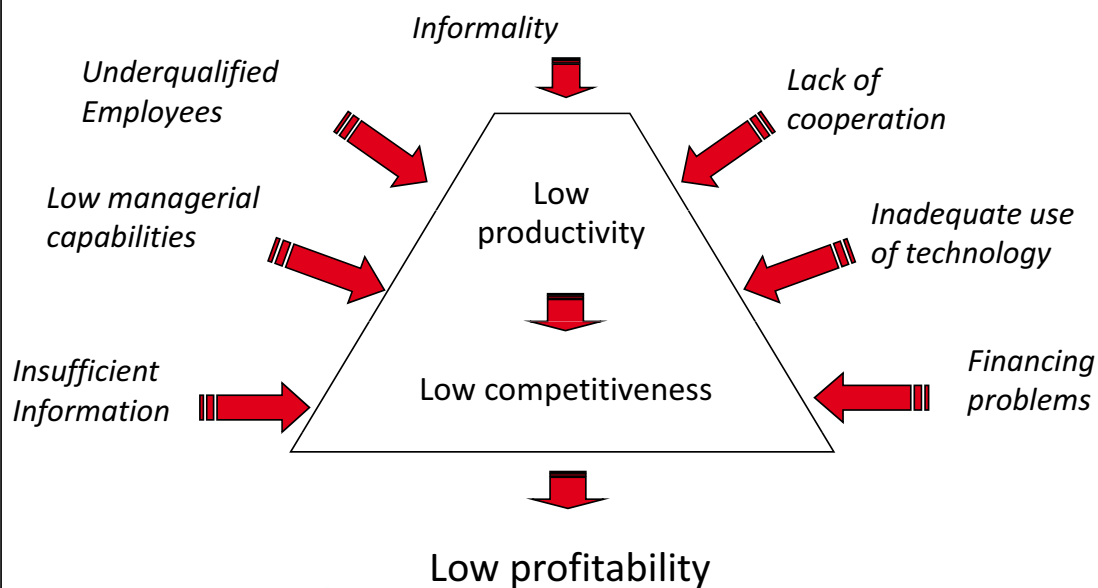 Informality
Underqualified
Employees
Lack of
cooperation
Low managerial
capabilities
Low
productivity
Inadequate use
of technology
Insufficient
Information
Low competitiveness
Financing
problems
Low profitability